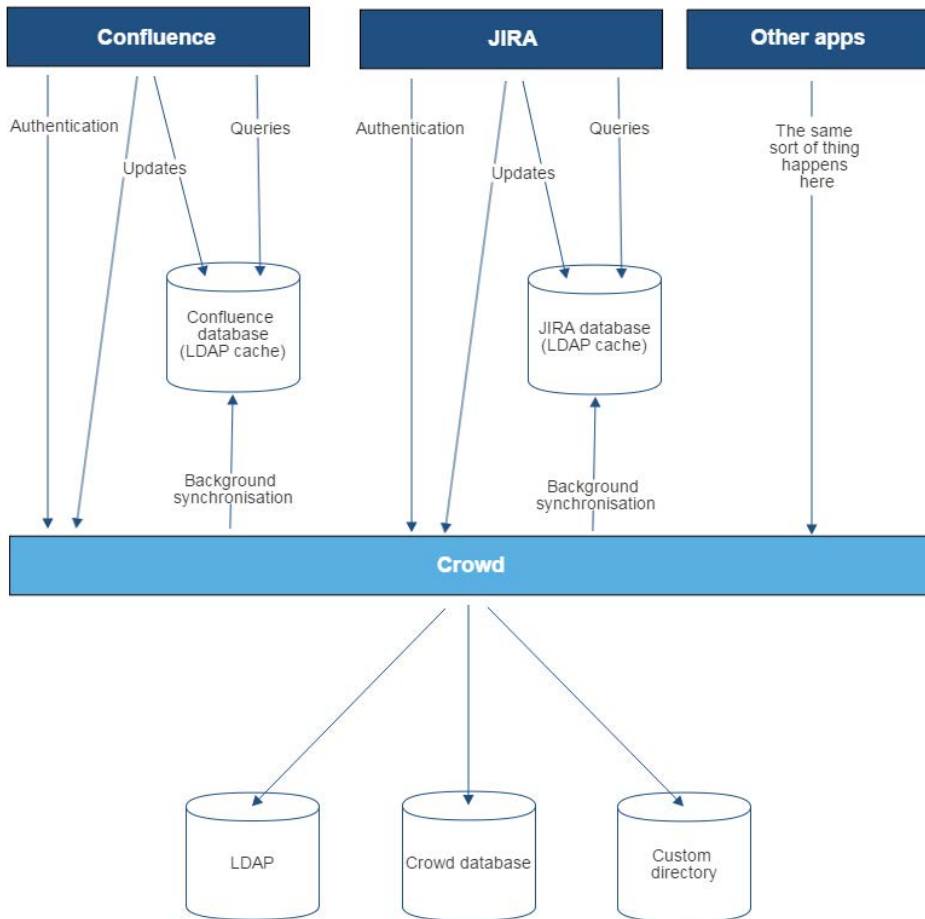 Confluence
JIRA
Other apps
Authentication
Queries
Updates
Authentication
Queries
Updates
The same
sort of thing
happens
here
Confluence
database
(LDAP cache)
JIRA database
(LDAP cache)
Background
synchronisation
Background
synchronisation
Crowd
LDAP
Crowd database
Custom
directory